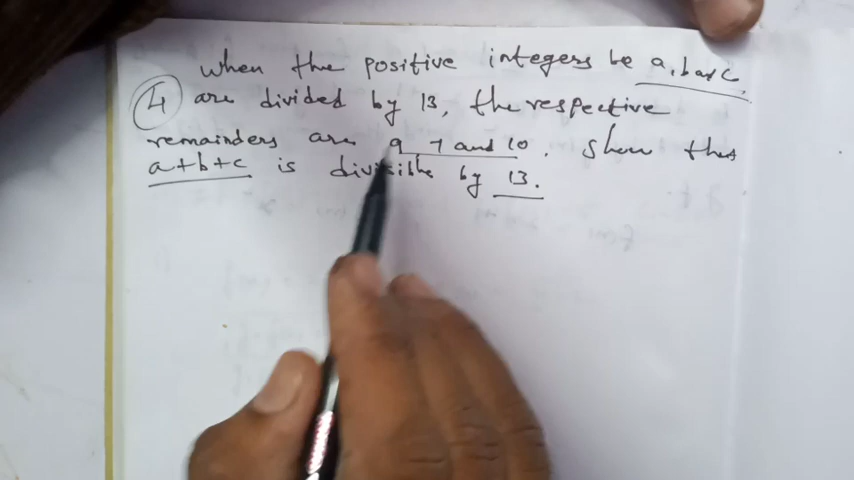 When the positive integers be a, b and c
4 are divided by 13, the respective
remainders are 9 7 and 10. Show that
a+b+c is divisible by 13.